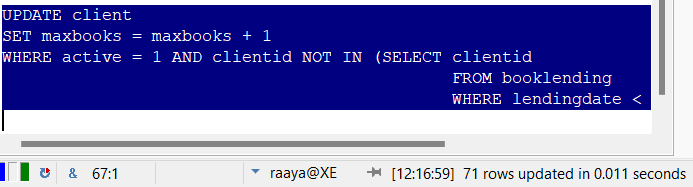 UPDATE client
SET maxbooks = maxbooks + 1
WHERE active = 1 AND clientid NOT IN (SELECT clientid
FROM booklending
WHERE lendingdate <
& 67:1 raaya@XE [12:16:59] 71 rows updated in 0.011 seconds